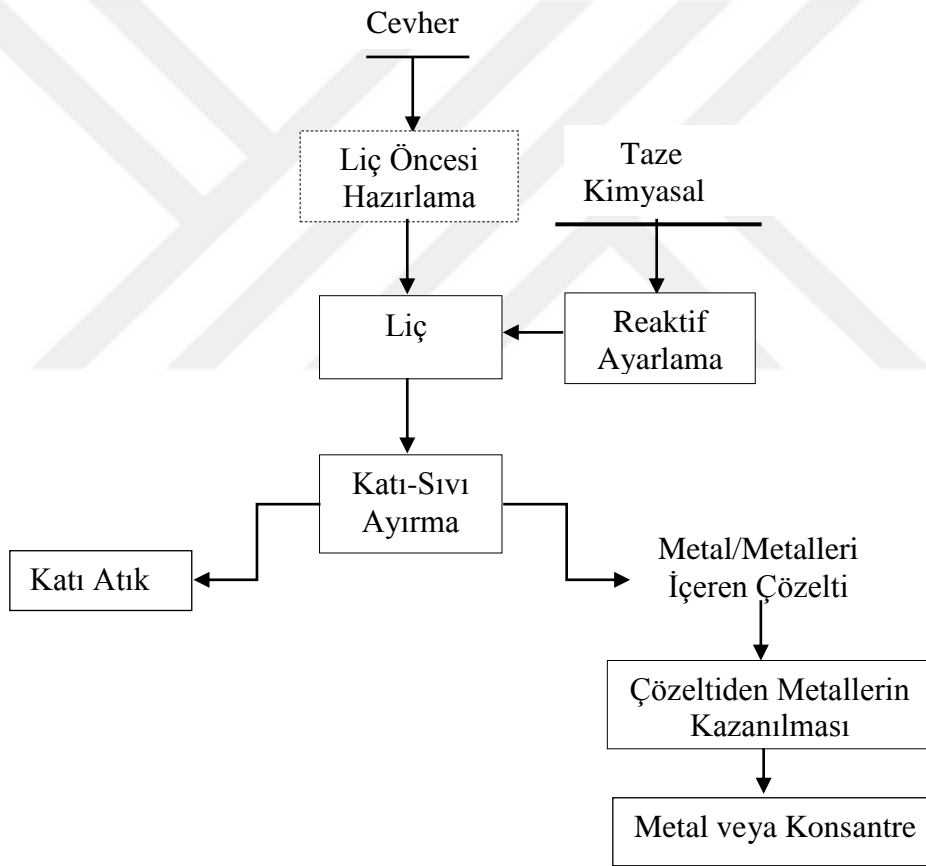 Cevher
Liç Öncesi
Hazırlama
Taze
Kimyasal
Liç
Reaktif
Ayarlama
Katı-Sıvı
Ayırma
Katı Atık
Metal/Metalleri
İçeren Çözelti
Çözeltiden Metallerin
Kazanılması
Metal veya Konsantre